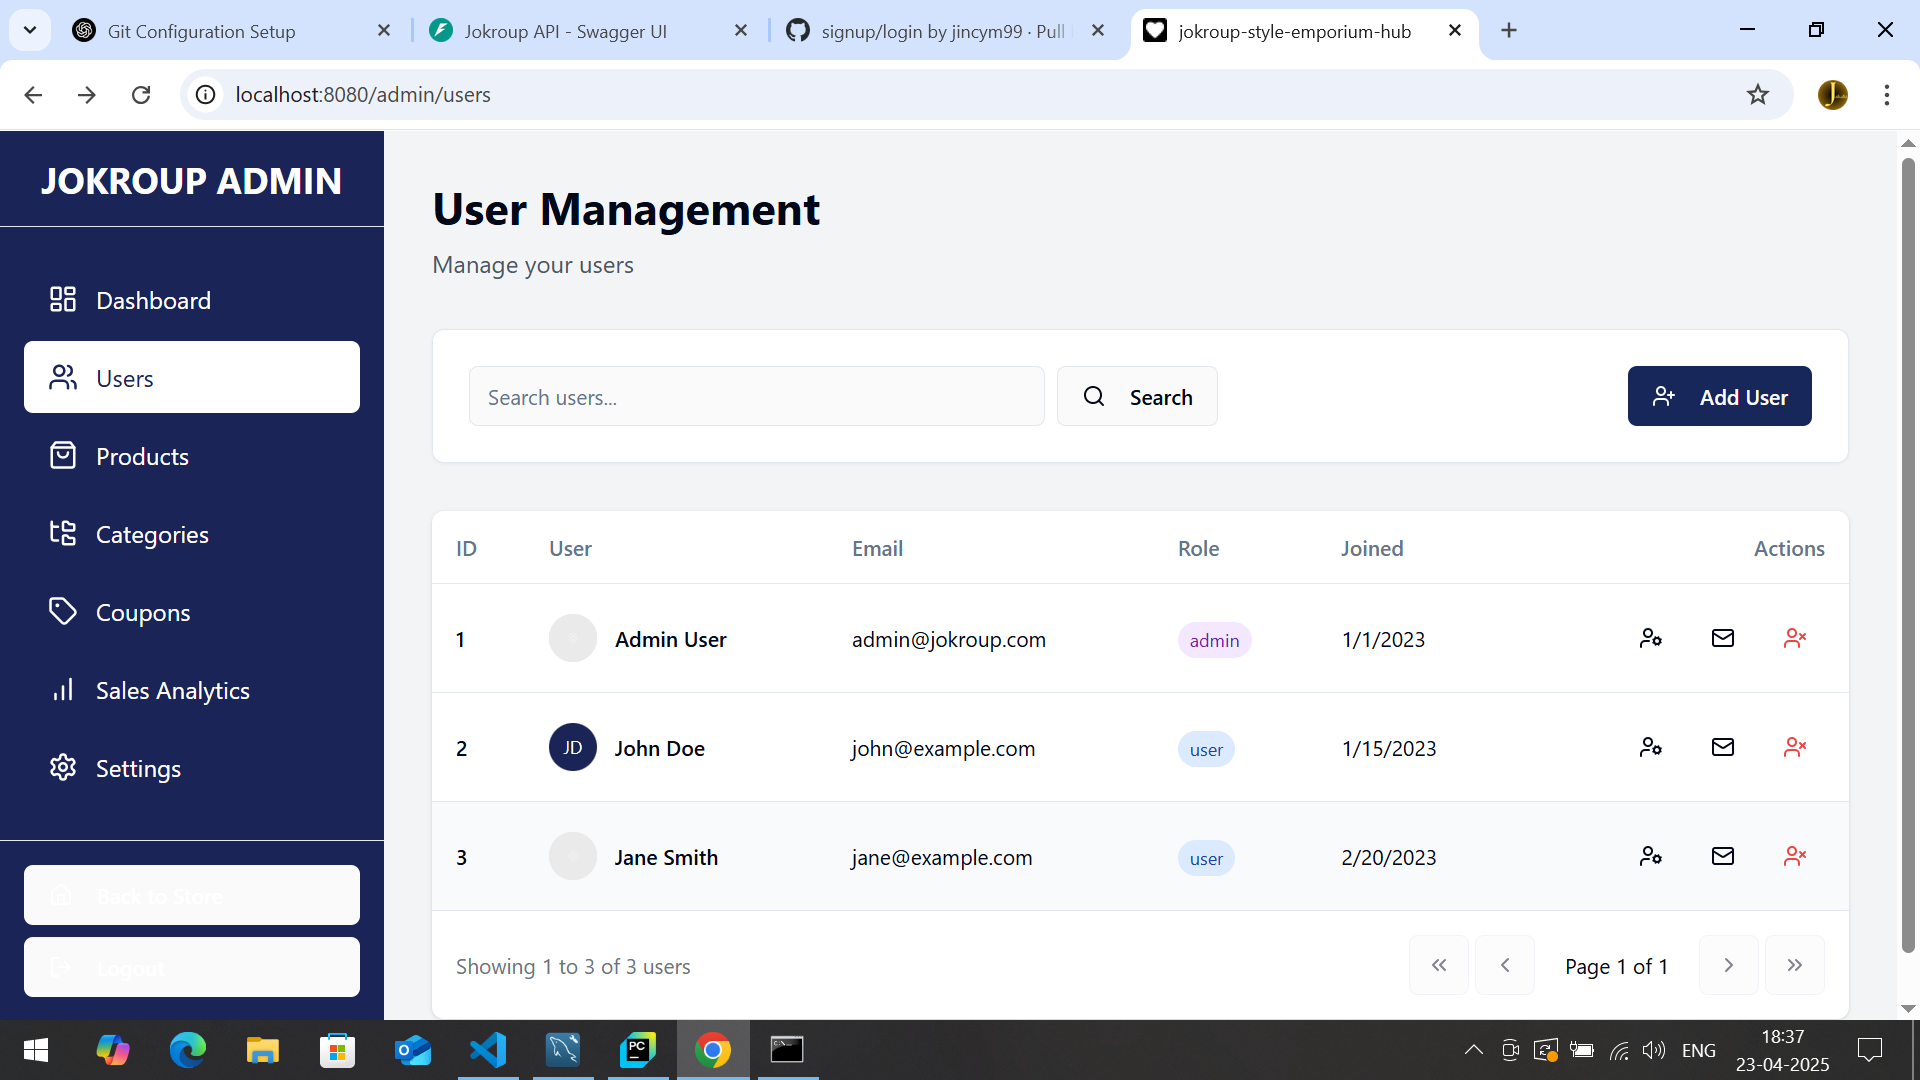 Git Configuration Setup
Jokroup API - Swagger UI
signup/login by jincym99 · Pull
jokroup-style-emporium-hub
localhost:8080/admin/users
JOKROUP ADMIN
Dashboard
Users
Products
Categories
Coupons
Sales Analytics
Settings
Back to Store
Logout
User Management
Manage your users
Search users...
Search
Add User
ID User Email Role Joined Actions
1 Admin User admin@jokroup.com admin 1/1/2023
2 JD John Doe john@example.com user 1/15/2023
3 Jane Smith jane@example.com user 2/20/2023
Showing 1 to 3 of 3 users
Page 1 of 1
ENG
18:37
23-04-2025